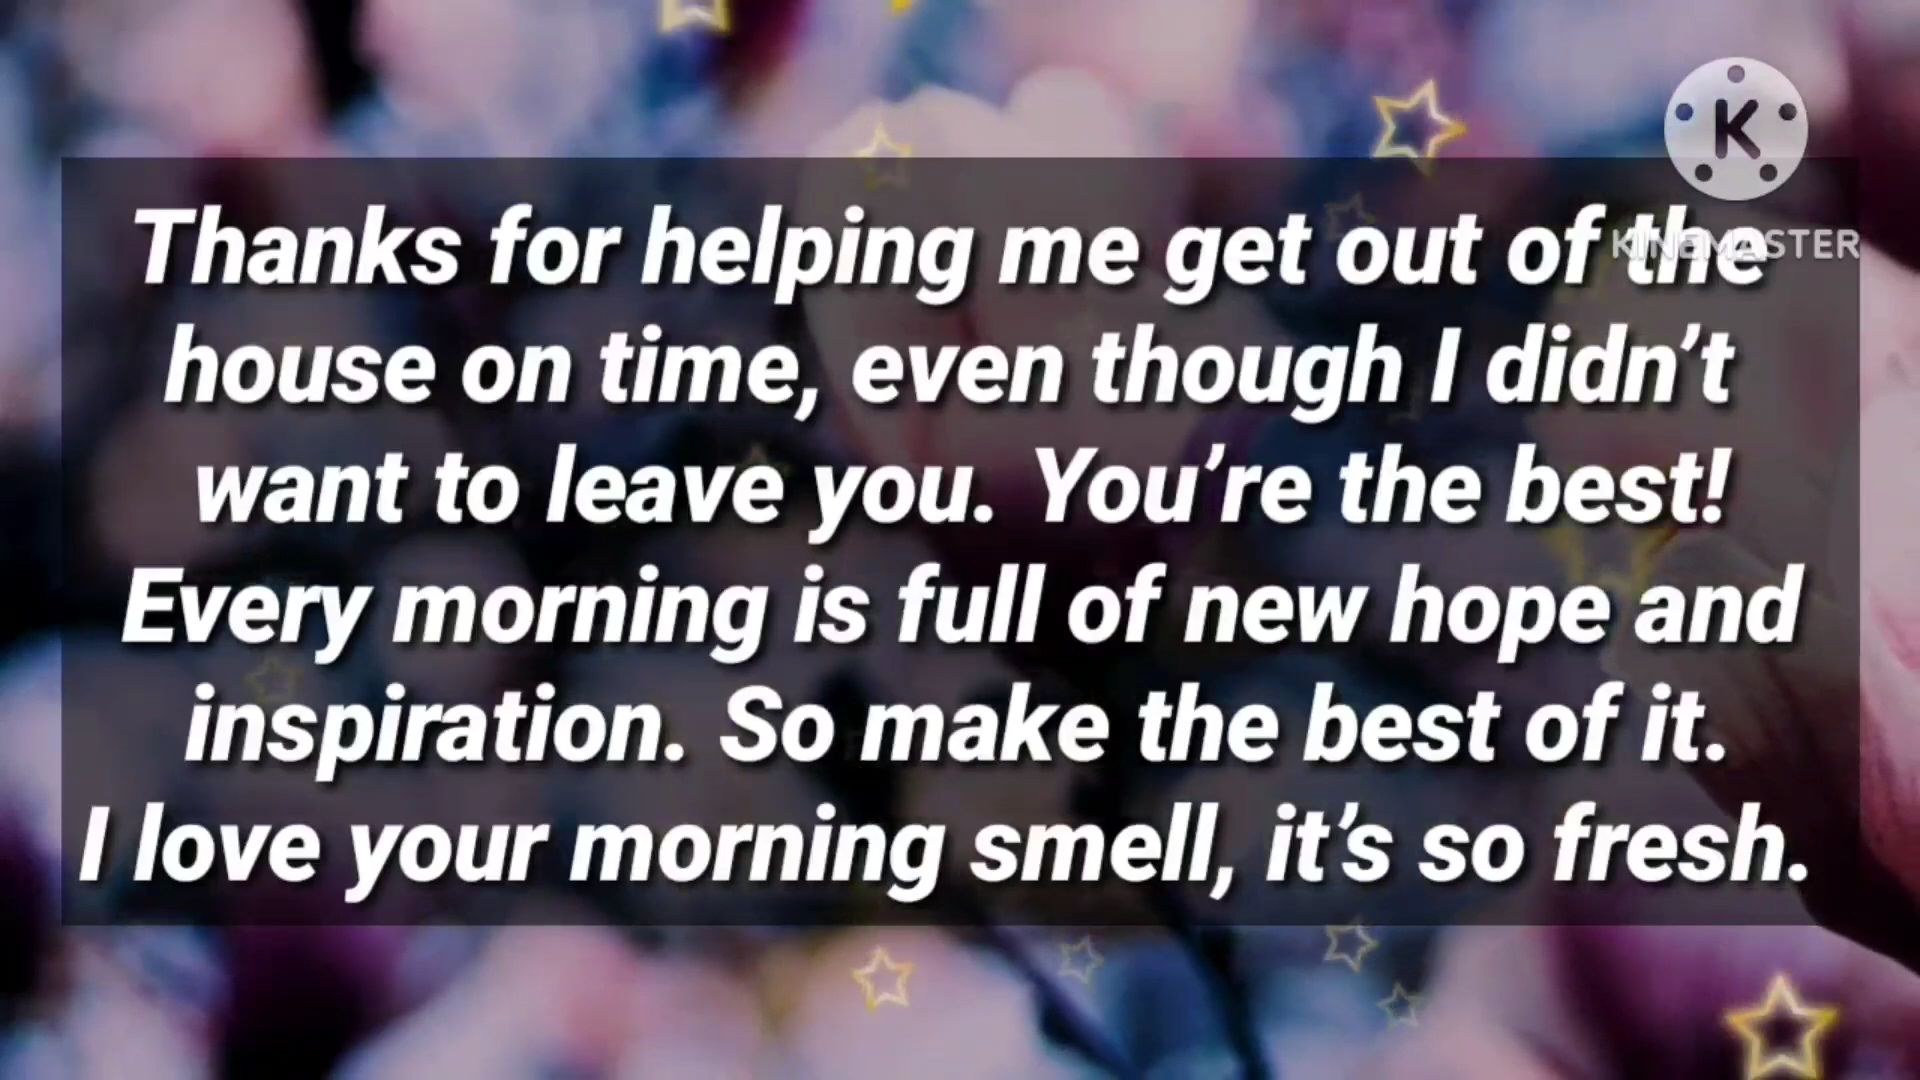 K
KINEMASTER
Thanks for helping me get out of the
house on time, even though I didn’t
want to leave you. You’re the best!
Every morning is full of new hope and
inspiration. So make the best of it.
I love your morning smell, it’s so fresh.